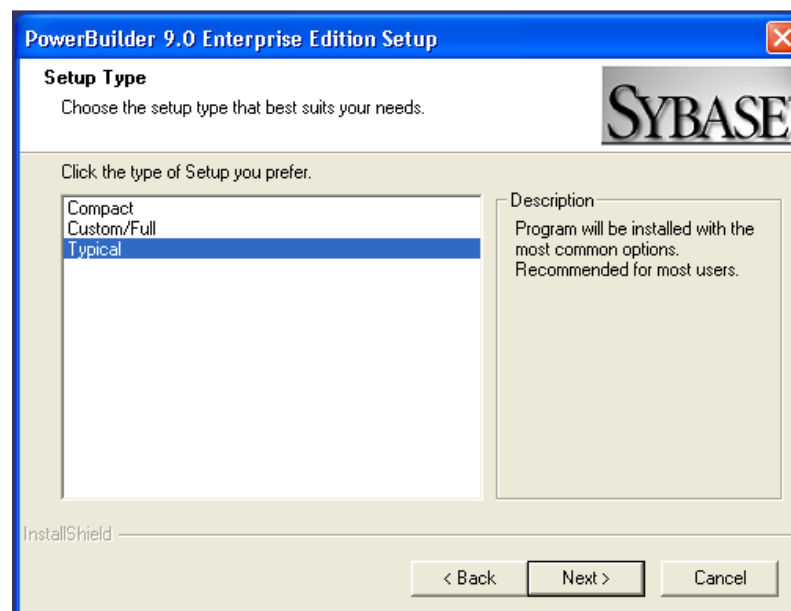 PowerBuilder 9.0 Enterprise Edition Setup
Setup Type
Choose the setup type that best suits your needs.
SYBASE
Click the type of Setup you prefer.
Compact
Custom/Full
Typical
Description
Program will be installed with the
most common options.
Recommended for most users.
InstallShield
< Back
Next >
Cancel